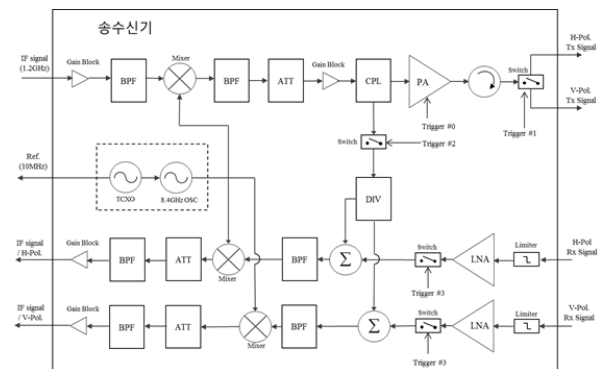 송수신기
IF signal
(1.2GHz)
Gain Block
BPF
Mixer
BPF
ATT
Gain Block
CPL
PA
Trigger #0
Switch
Trigger #1
H-Pol.
Tx Signal
V-Pol.
Tx Signal
Switch
Trigger #2
DIV
Ref.
(10MHz)
TCXO
8.4GHz OSC
IF signal
/ H-Pol.
Gain Block
BPF
ATT
Mixer
BPF
Σ
Switch
Trigger #3
LNA
Limiter
H-Pol
Rx Signal
IF signal
/ V-Pol.
Gain Block
BPF
ATT
Mixer
BPF
Σ
Switch
Trigger #3
LNA
Limiter
V-Pol.
Rx Signal